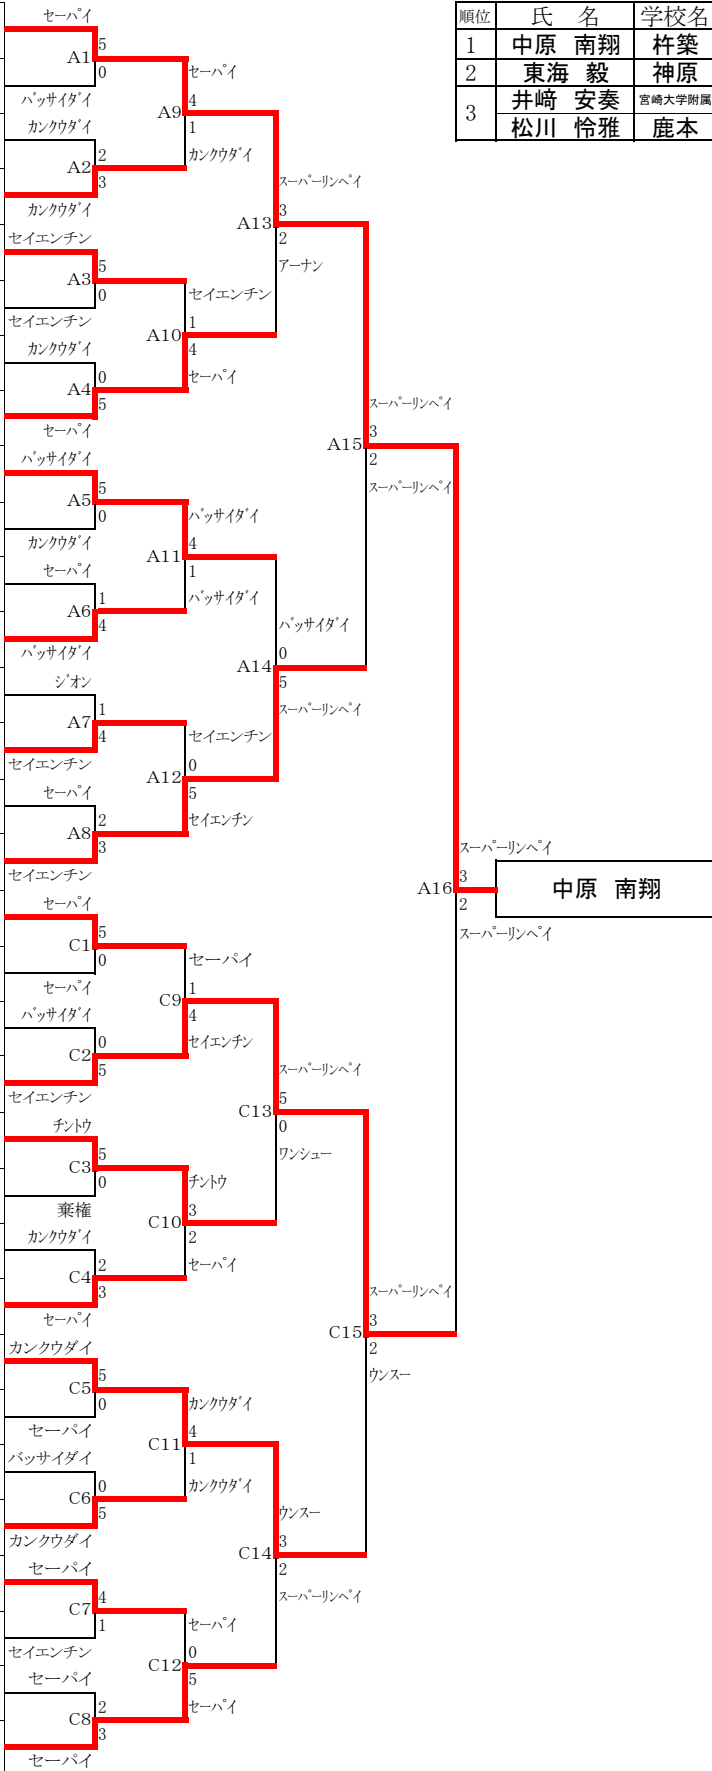 順位 氏 名 学校名
1 中原 南翔 杵築
2 東海 毅 神原
3 井﨑 安奏 宮崎大学附属
松川 怜雅 鹿本
セーパイ
A1 5
0
バッサイダイ
セーパイ
A9 4
1
カンクウダイ
カンクウダイ
A2 2
3
カンクウダイ
スーパーリンペイ
A13 3
2
アーナン
セイエンチン
A3 5
0
セイエンチン
セイエンチン
A10 1
4
セーパイ
カンクウダイ
A4 0
5
セーパイ
スーパーリンペイ
A15 3
2
スーパーリンペイ
バッサイダイ
A5 5
0
カンクウダイ
バッサイダイ
A11 4
1
バッサイダイ
セーパイ
A6 1
4
バッサイダイ
バッサイダイ
A14 0
5
スーパーリンペイ
ジオン
A7 1
4
セイエンチン
セイエンチン
A12 0
5
セイエンチン
セーパイ
A8 2
3
セイエンチン
スーパーリンペイ
A16 3
2
スーパーリンペイ
中原 南翔
セーパイ
C1 5
0
セーパイ
セーパイ
C9 1
4
セイエンチン
バッサイダイ
C2 0
5
セイエンチン
スーパーリンペイ
C13 5
0
ワンシュー
チントウ
C3 5
0
棄権
チントウ
C10 3
2
セーパイ
カンクウダイ
C4 2
3
セーパイ
スーパーリンペイ
C15 3
2
ウンスー
カンクウダイ
C5 5
0
セーパイ
カンクウダイ
C11 4
1
カンクウダイ
バッサイダイ
C6 0
5
カンクウダイ
ウンスー
C14 3
2
スーパーリンペイ
セーパイ
C7 4
1
セイエンチン
セーパイ
C12 0
5
セーパイ
セーパイ
C8 2
3
セーパイ